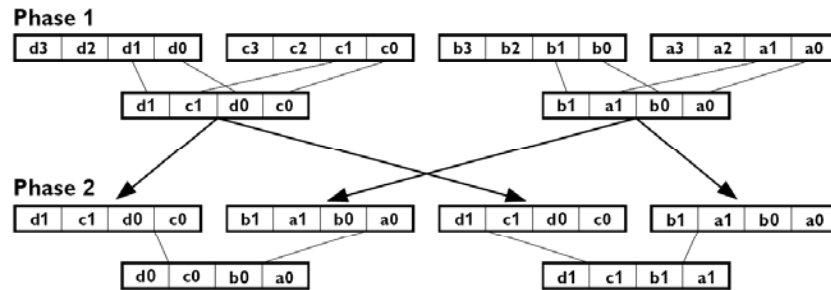 Phase 1
d3 d2 d1 d0 c3 c2 c1 c0 b3 b2 b1 b0 a3 a2 a1 a0
d1 c1 d0 c0 b1 a1 b0 a0
Phase 2
d1 c1 d0 c0 b1 a1 b0 a0 d1 c1 d0 c0 b1 a1 b0 a0
d0 c0 b0 a0 d1 c1 b1 a1